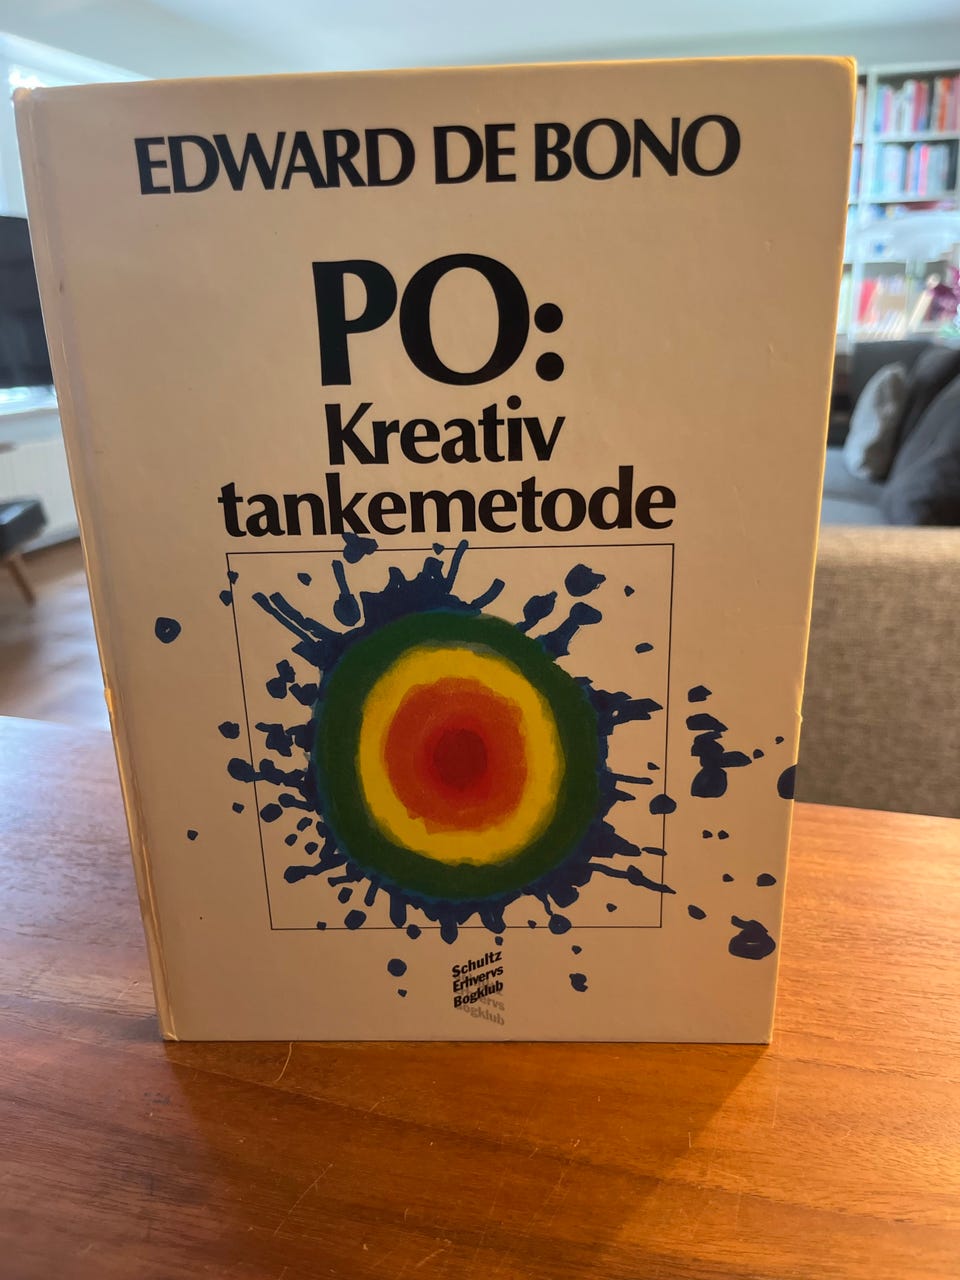 EDWARD DE BONO
PO:
Kreativ
tankemetode
Schultz
Erhvervs
Bogklub